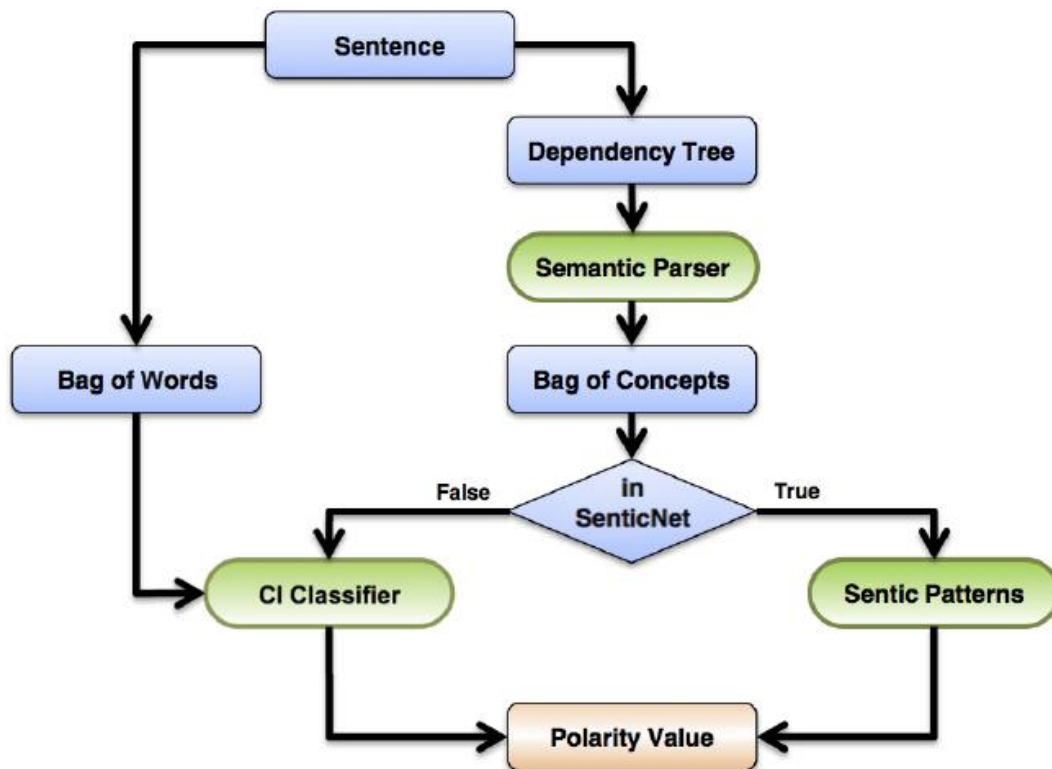 Sentence
Dependency Tree
Semantic Parser
Bag of Words
Bag of Concepts
False
in
SenticNet
True
CI Classifier
Sentic Patterns
Polarity Value